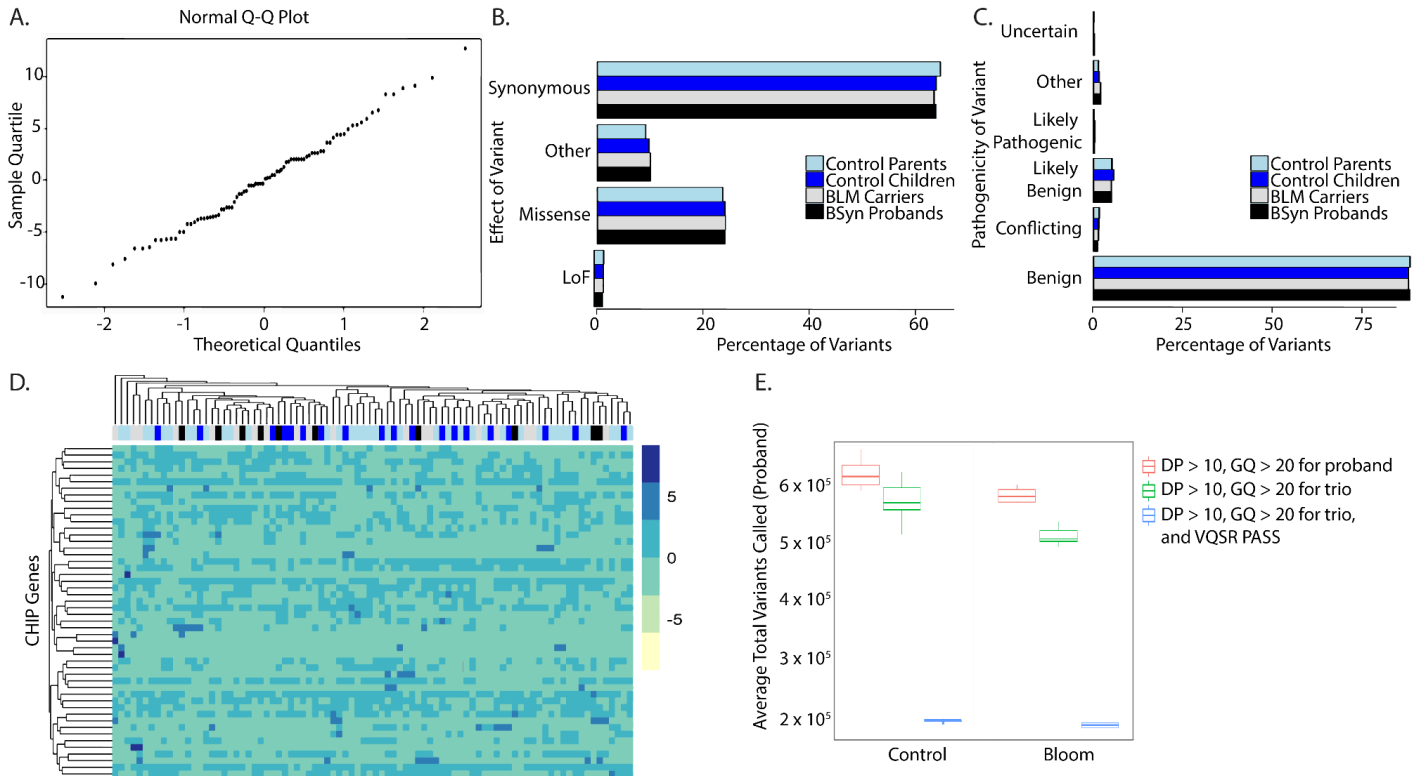 A.
Normal Q-Q Plot
Sample Quartile
10
5
0
-5
-10
-2
-1
0
1
2
Theoretical Quantiles
B.
Effect of Variant
Synonymous
Other
Missense
LoF
Control Parents
Control Children
BLM Carriers
BSyn Probands
0
20
40
60
Percentage of Variants
C.
Pathogenicity of Variant
Uncertain
Other
Likely
Pathogenic
Likely
Benign
Conflicting
Benign
Control Parents
Control Children
BLM Carriers
BSyn Probands
0
25
50
75
Percentage of Variants
D.
CHIP Genes
5
0
-5
E.
Average Total Variants Called (Proband)
6 x 10⁵
5 x 10⁵
4 x 10⁵
3 x 10⁵
2 x 10⁵
Control
Bloom
DP > 10, GQ > 20 for proband
DP > 10, GQ > 20 for trio
DP > 10, GQ > 20 for trio,
and VQSR PASS